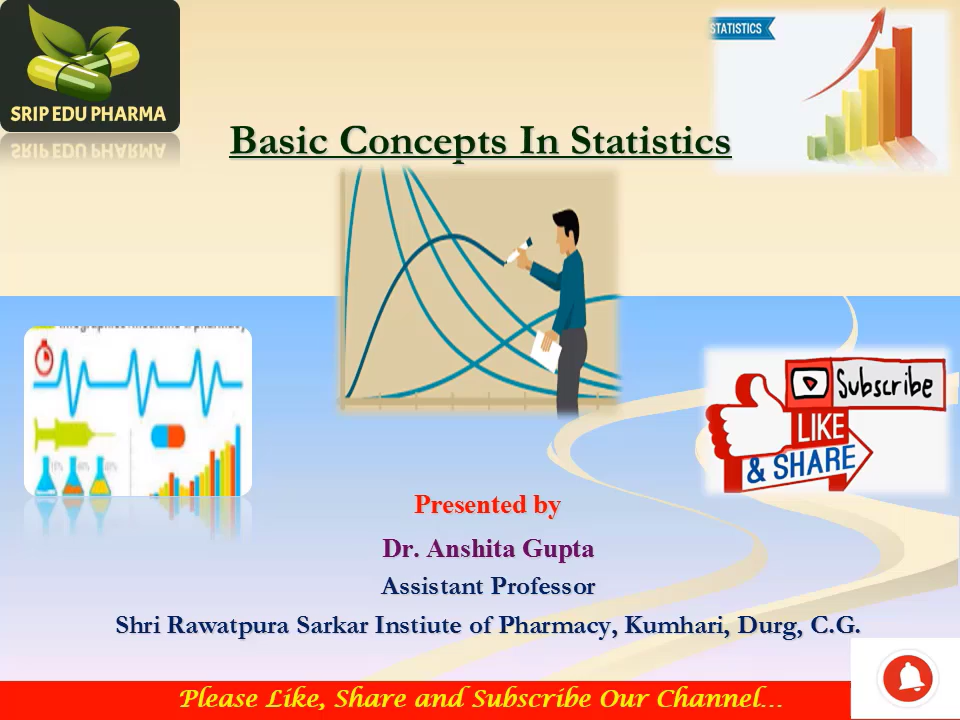 SRIP EDU PHARMA
STATISTICS
Basic Concepts In Statistics
Subscribe
LIKE
& SHARE
Presented by
Dr. Anshita Gupta
Assistant Professor
Shri Rawatpura Sarkar Instiute of Pharmacy, Kumhari, Durg, C.G.
Please Like, Share and Subscribe Our Channel...